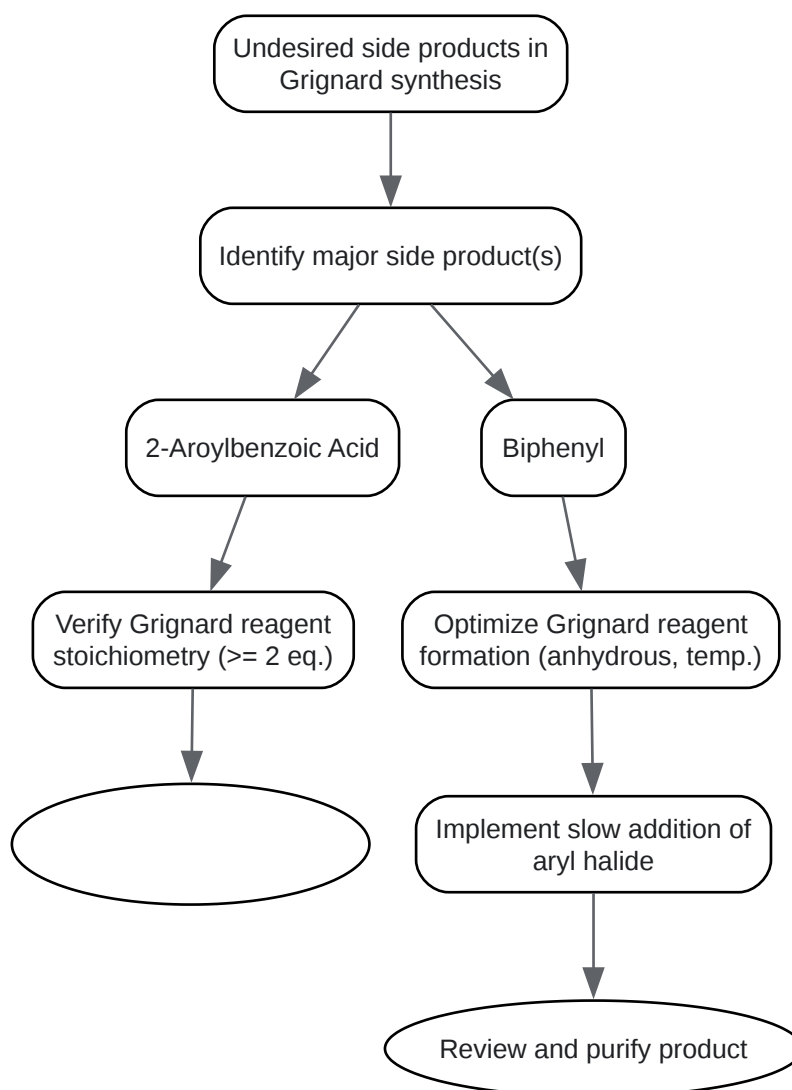 Undesired side products in
Grignard synthesis
Identify major side product(s)
2-Aroylbenzoic Acid
Biphenyl
Verify Grignard reagent
stoichiometry (>= 2 eq.)
Optimize Grignard reagent
formation (anhydrous, temp.)
Implement slow addition of
aryl halide
Review and purify product